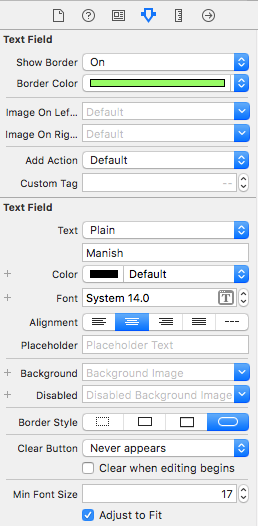 Text Field
Show Border On
Border Color
Image On Lef... Default
Image On Rig... Default
Add Action Default
Custom Tag --
Text Field
Text Plain
Manish
+ Color Default
+ Font System 14.0 T
Alignment ---
Placeholder Placeholder Text
+ Background Background Image
+ Disabled Disabled Background Image
Border Style
Clear Button Never appears
Clear when editing begins
Min Font Size 17
Adjust to Fit